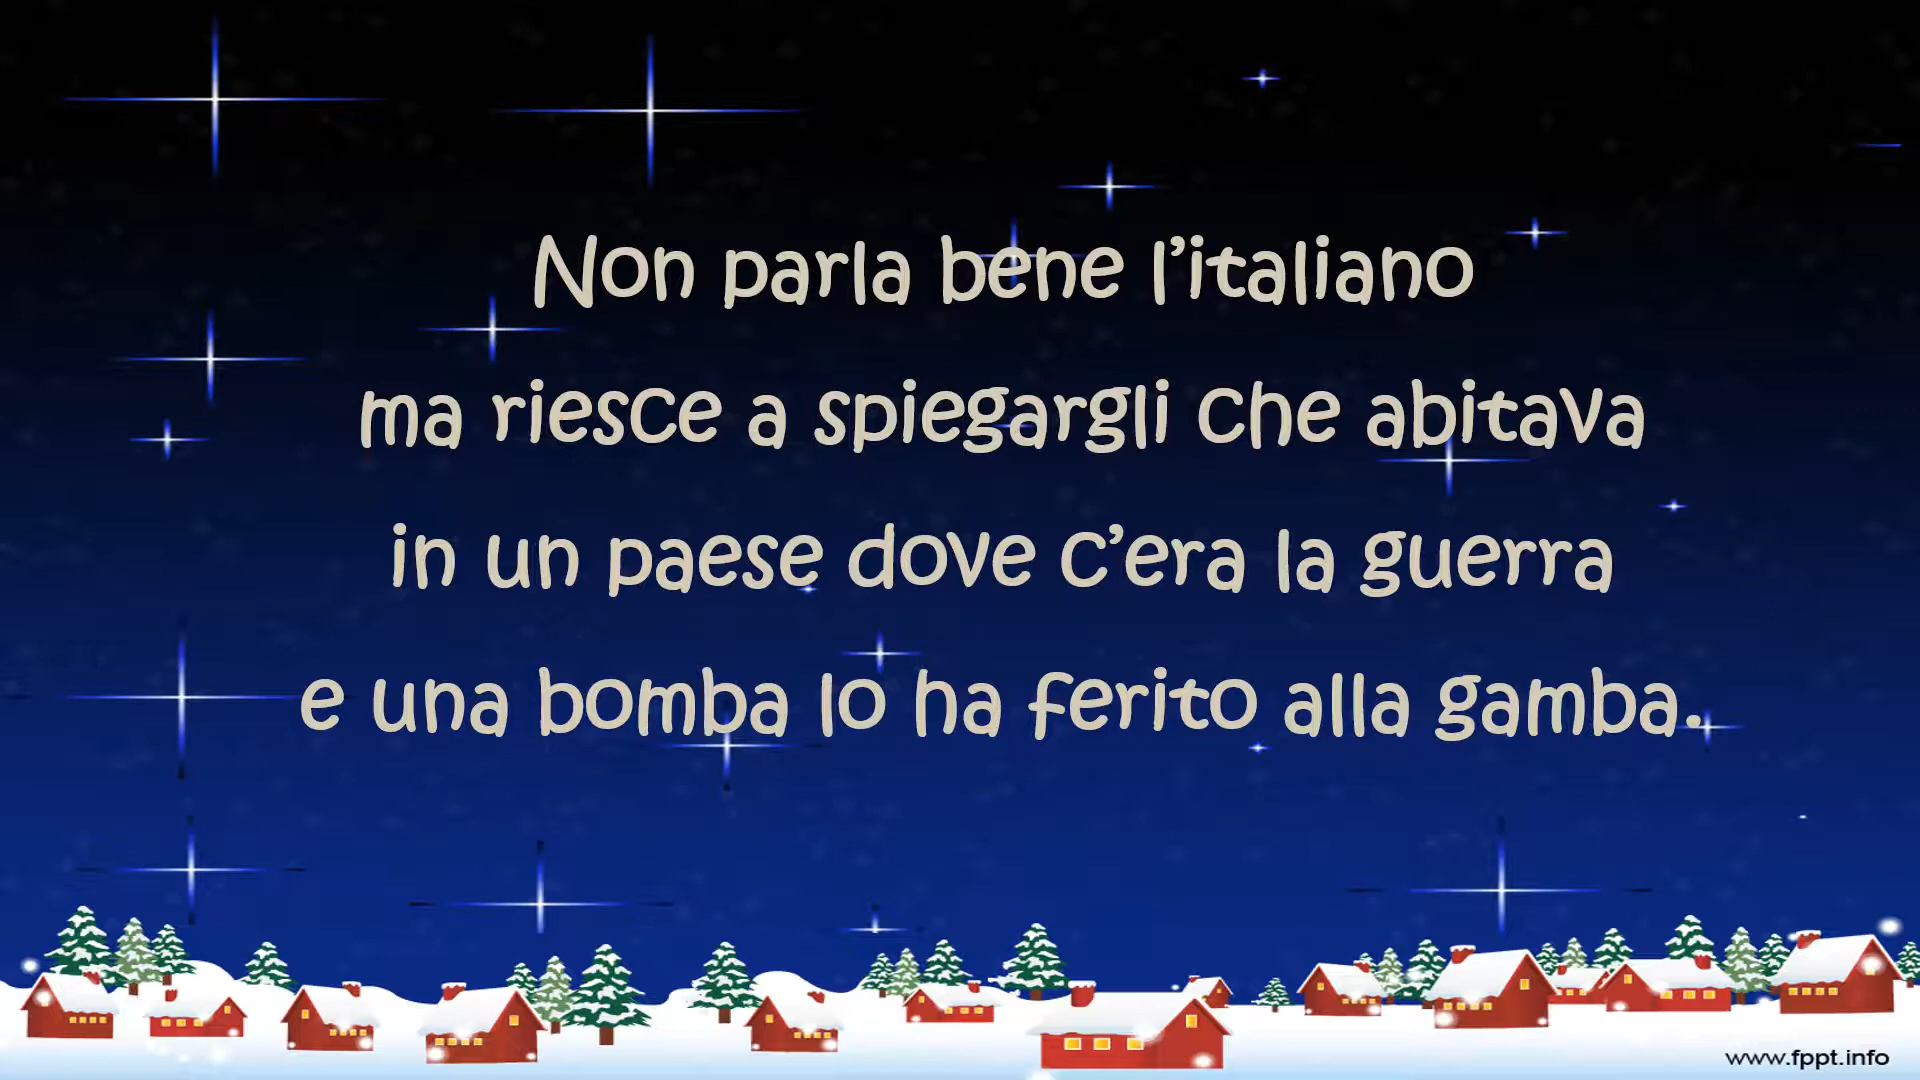 Non parla bene l’italiano
ma riesce a spiegargli che abitava
in un paese dove c’era la guerra
e una bomba lo ha ferito alla gamba.
www.fppt.info